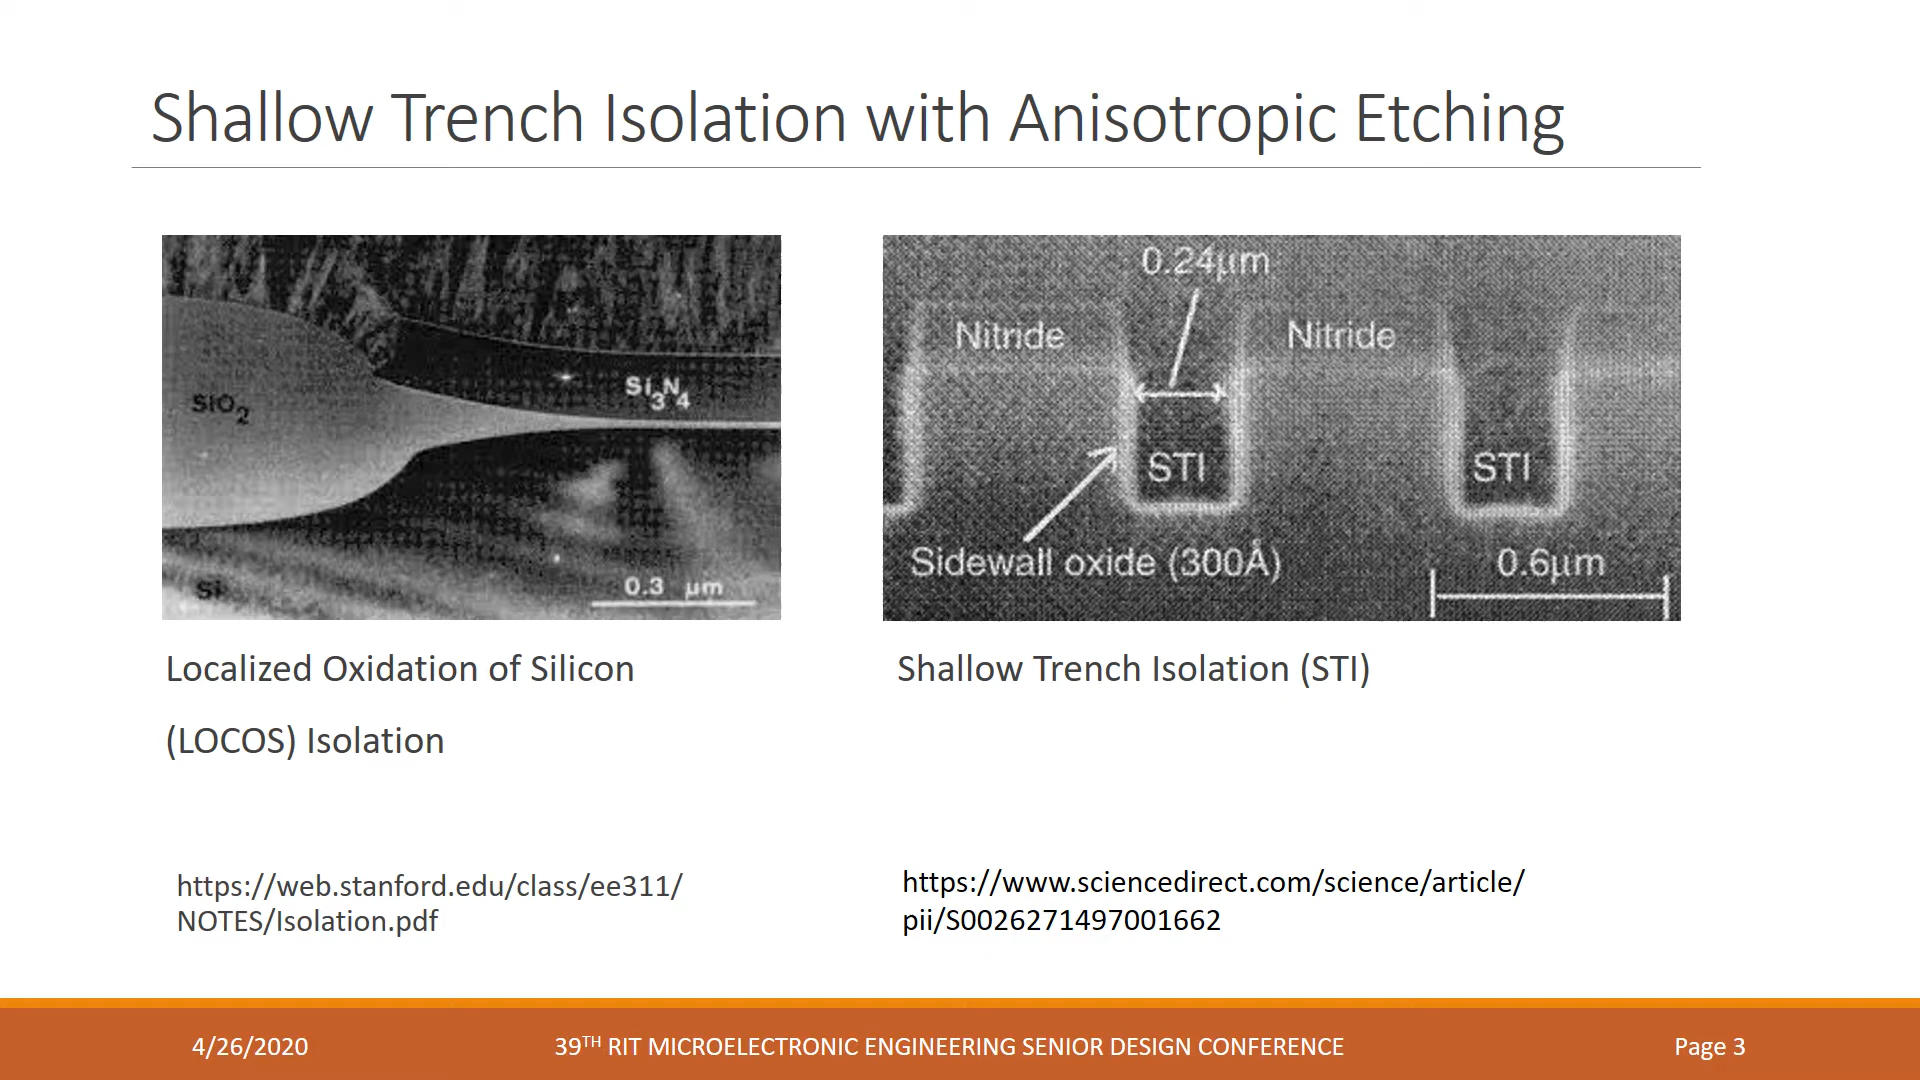 Shallow Trench Isolation with Anisotropic Etching
SiO2
Si3N4
Si
0.3 μm
0.24μm
Nitride
Nitride
STI
STI
Sidewall oxide (300Å)
0.6μm
Localized Oxidation of Silicon
(LOCOS) Isolation
Shallow Trench Isolation (STI)
https://web.stanford.edu/class/ee311/
NOTES/Isolation.pdf
https://www.sciencedirect.com/science/article/
pii/S0026271497001662
4/26/2020
39TH RIT MICROELECTRONIC ENGINEERING SENIOR DESIGN CONFERENCE
Page 3